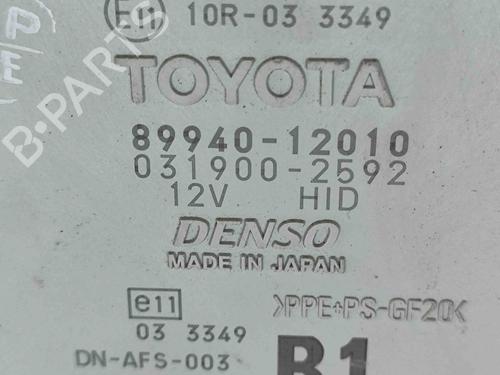 E11 10R-03 3349
P
E
B-PARTS
TOYOTA
89940-12010
031900-2592
12V HID
DENSO
MADE IN JAPAN
e11 >PPE+PS-GF20<
03 3349
DN-AFS-003 B1